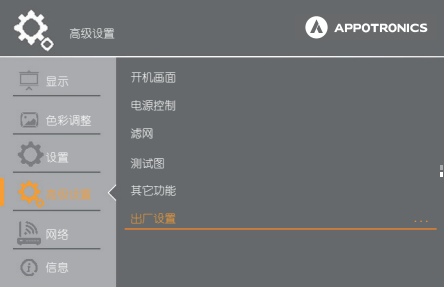 高级设置
APPOTRONICS
显示
色彩调整
设置
网络
信息
开机画面
电源控制
滤网
测试图
其它功能
出厂设置
...